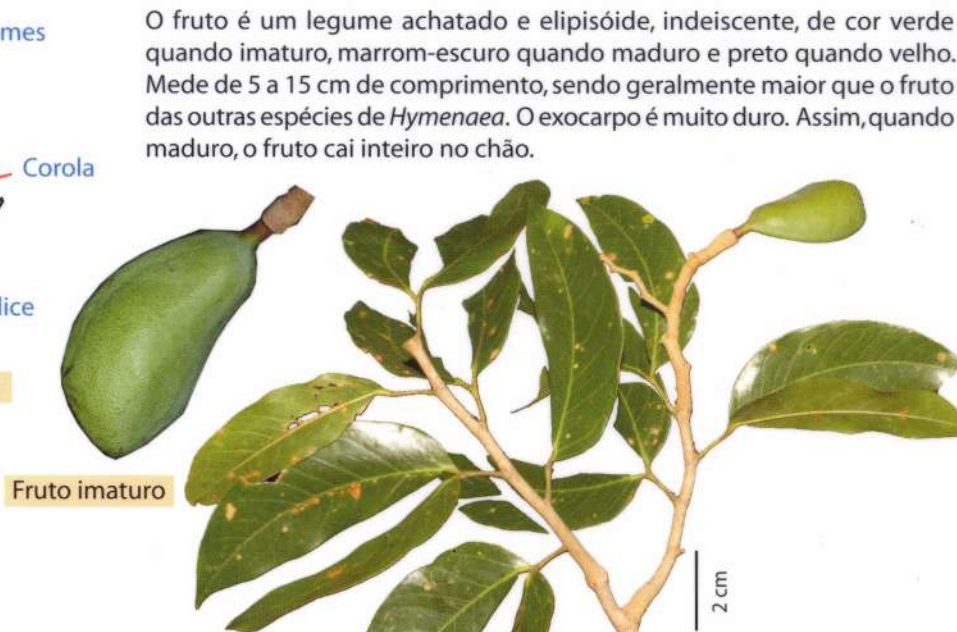 O fruto é um legume achatado e elipisóide, indeiscente, de cor verde
quando imaturo, marrom-escuro quando maduro e preto quando velho.
Mede de 5 a 15 cm de comprimento, sendo geralmente maior que o fruto
das outras espécies de Hymenaea. O exocarpo é muito duro. Assim, quando
maduro, o fruto cai inteiro no chão.
mes
Corola
lice
Fruto imaturo
2 cm